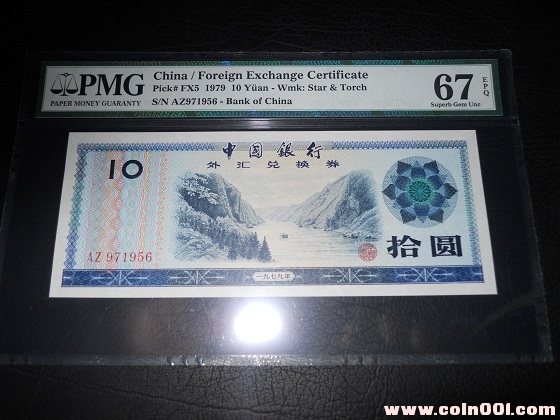 PMG
PAPER MONEY GUARANTY
China / Foreign Exchange Certificate
Pick# FX5 1979 10 Yüan - Wmk: Star & Torch
S/N AZ971956 - Bank of China
67
EPQ
Superb Gem Unc
中國銀行
外汇兑换券
10
AZ 971956
拾圆
一九七九年
www.coin001.com